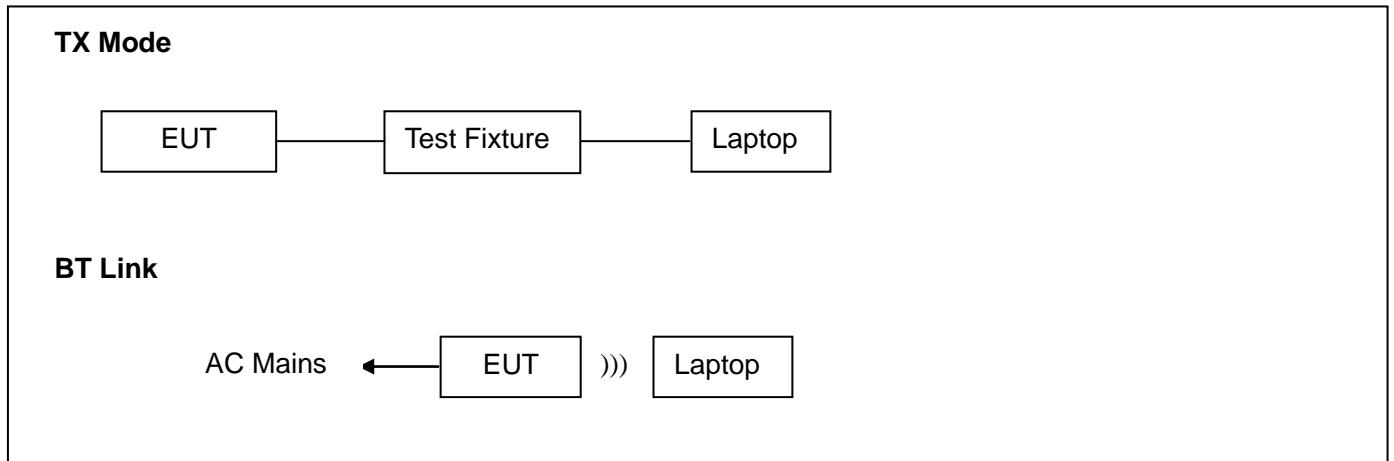 TX Mode
EUT Test Fixture Laptop
BT Link
AC Mains EUT ))) Laptop